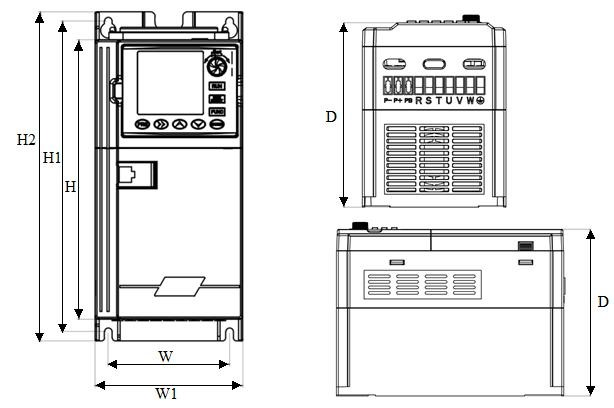 H2
H1
H
RUN
FUNC
W
W1
D
P- P+ PB R S T U V W
D